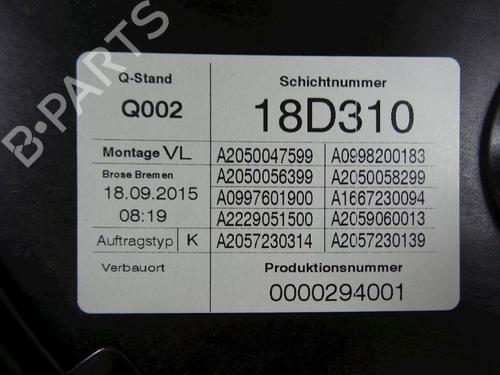 B-PARTS
Q-Stand
Q002
Schichtnummer
18D310
Montage VL
Brose Bremen
18.09.2015
08:19
Auftragstyp K
A2050047599 A0998200183
A2050056399 A2050058299
A0997601900 A1667230094
A2229051500 A2059060013
A2057230314 A2057230139
Verbauort
Produktionsnummer
0000294001